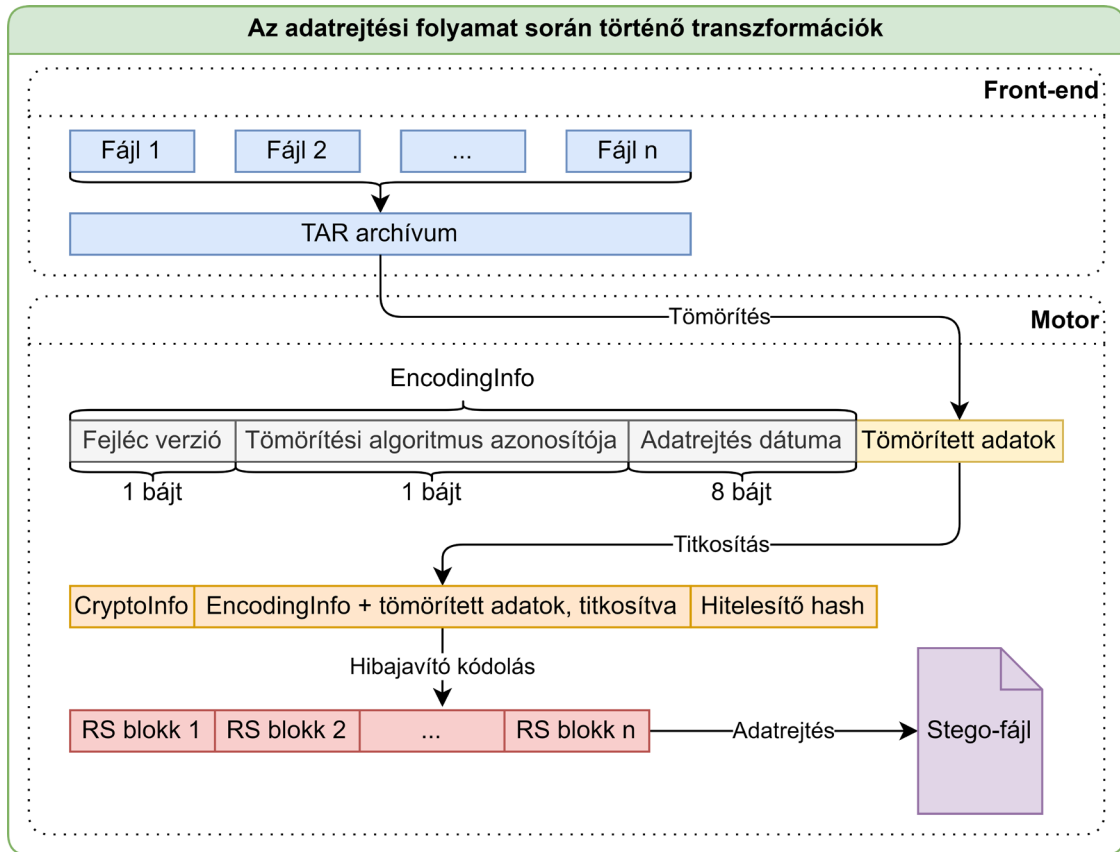 Az adatrejtési folyamat során történő transzformációk
Front-end
Fájl 1
Fájl 2
...
Fájl n
TAR archívum
Tömörítés
Motor
EncodingInfo
Fejléc verzió
Tömörítési algoritmus azonosítója
Adatrejtés dátuma
Tömörített adatok
1 bájt
1 bájt
8 bájt
Titkosítás
CryptoInfo
EncodingInfo + tömörített adatok, titkosítva
Hitelesítő hash
Hibajavító kódolás
RS blokk 1
RS blokk 2
...
RS blokk n
Adatrejtés
Stego-fájl